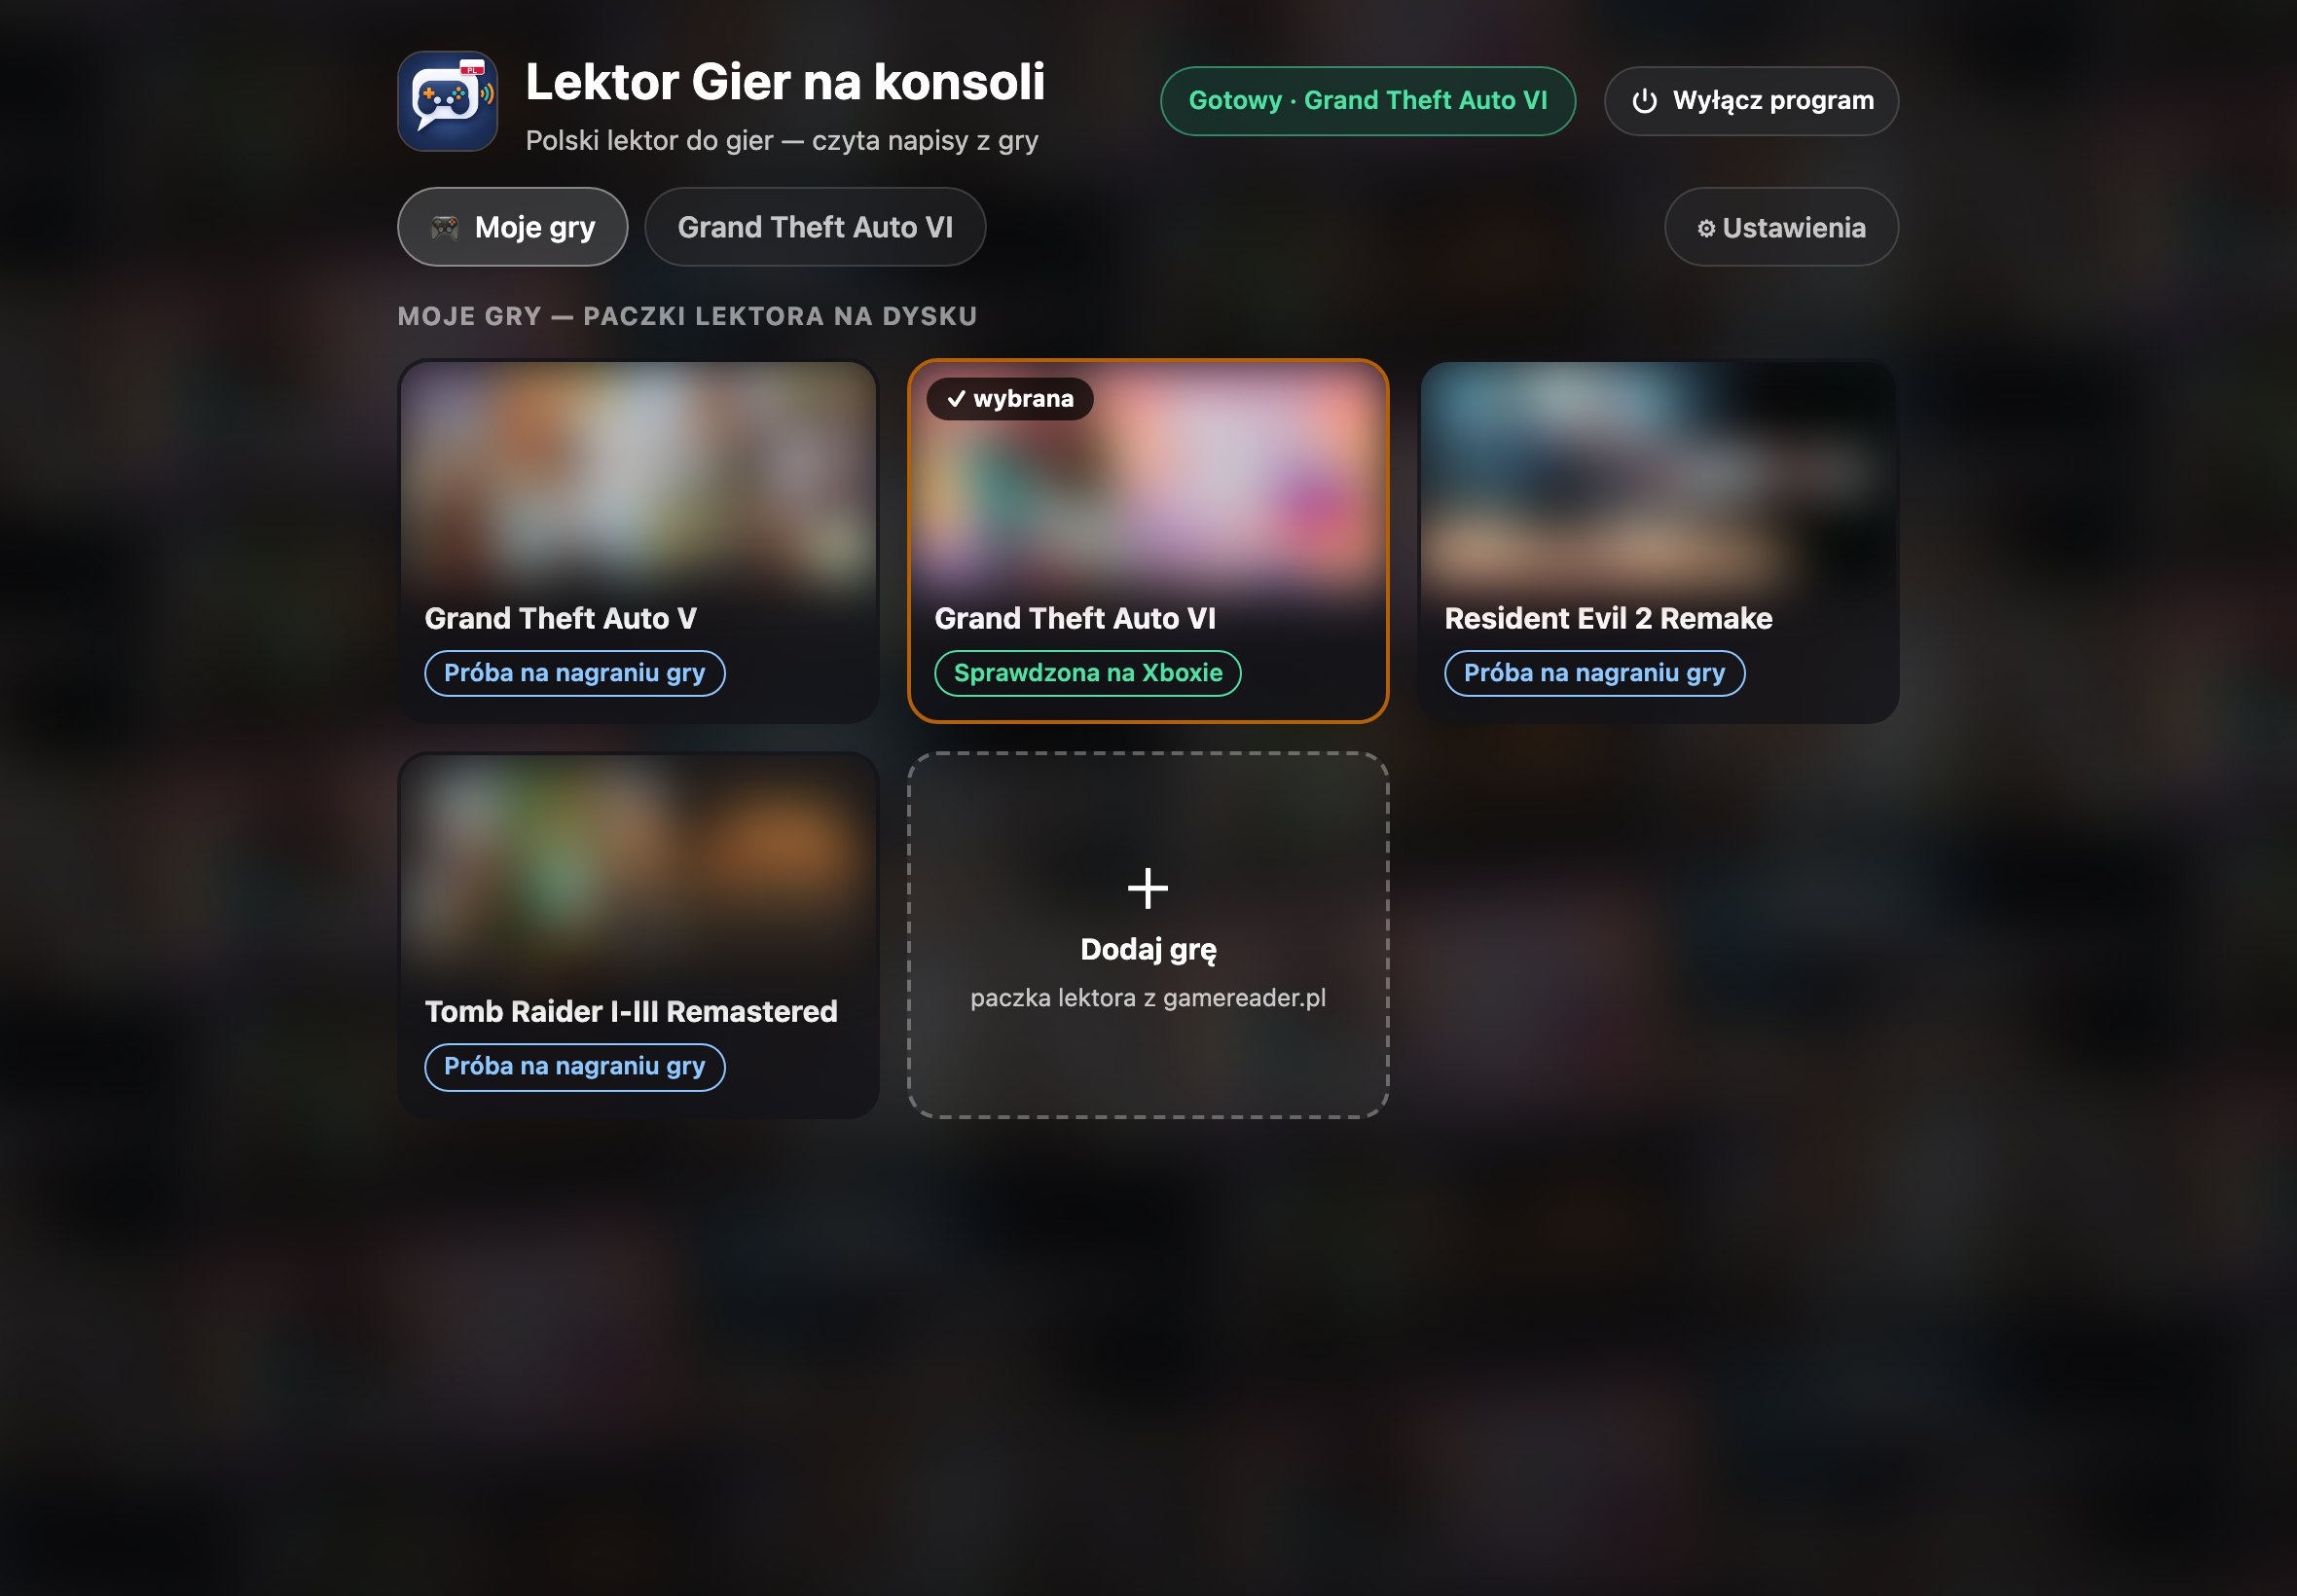 PL
Lektor Gier na konsoli
Polski lektor do gier — czyta napisy z gry
Gotowy · Grand Theft Auto VI
Wyłącz program
Moje gry
Grand Theft Auto VI
Ustawienia
MOJE GRY — PACZKI LEKTORA NA DYSKU
Grand Theft Auto V
Próba na nagraniu gry
✓ wybrana
Grand Theft Auto VI
Sprawdzona na Xboxie
Resident Evil 2 Remake
Próba na nagraniu gry
Tomb Raider I-III Remastered
Próba na nagraniu gry
Dodaj grę
paczka lektora z gamereader.pl